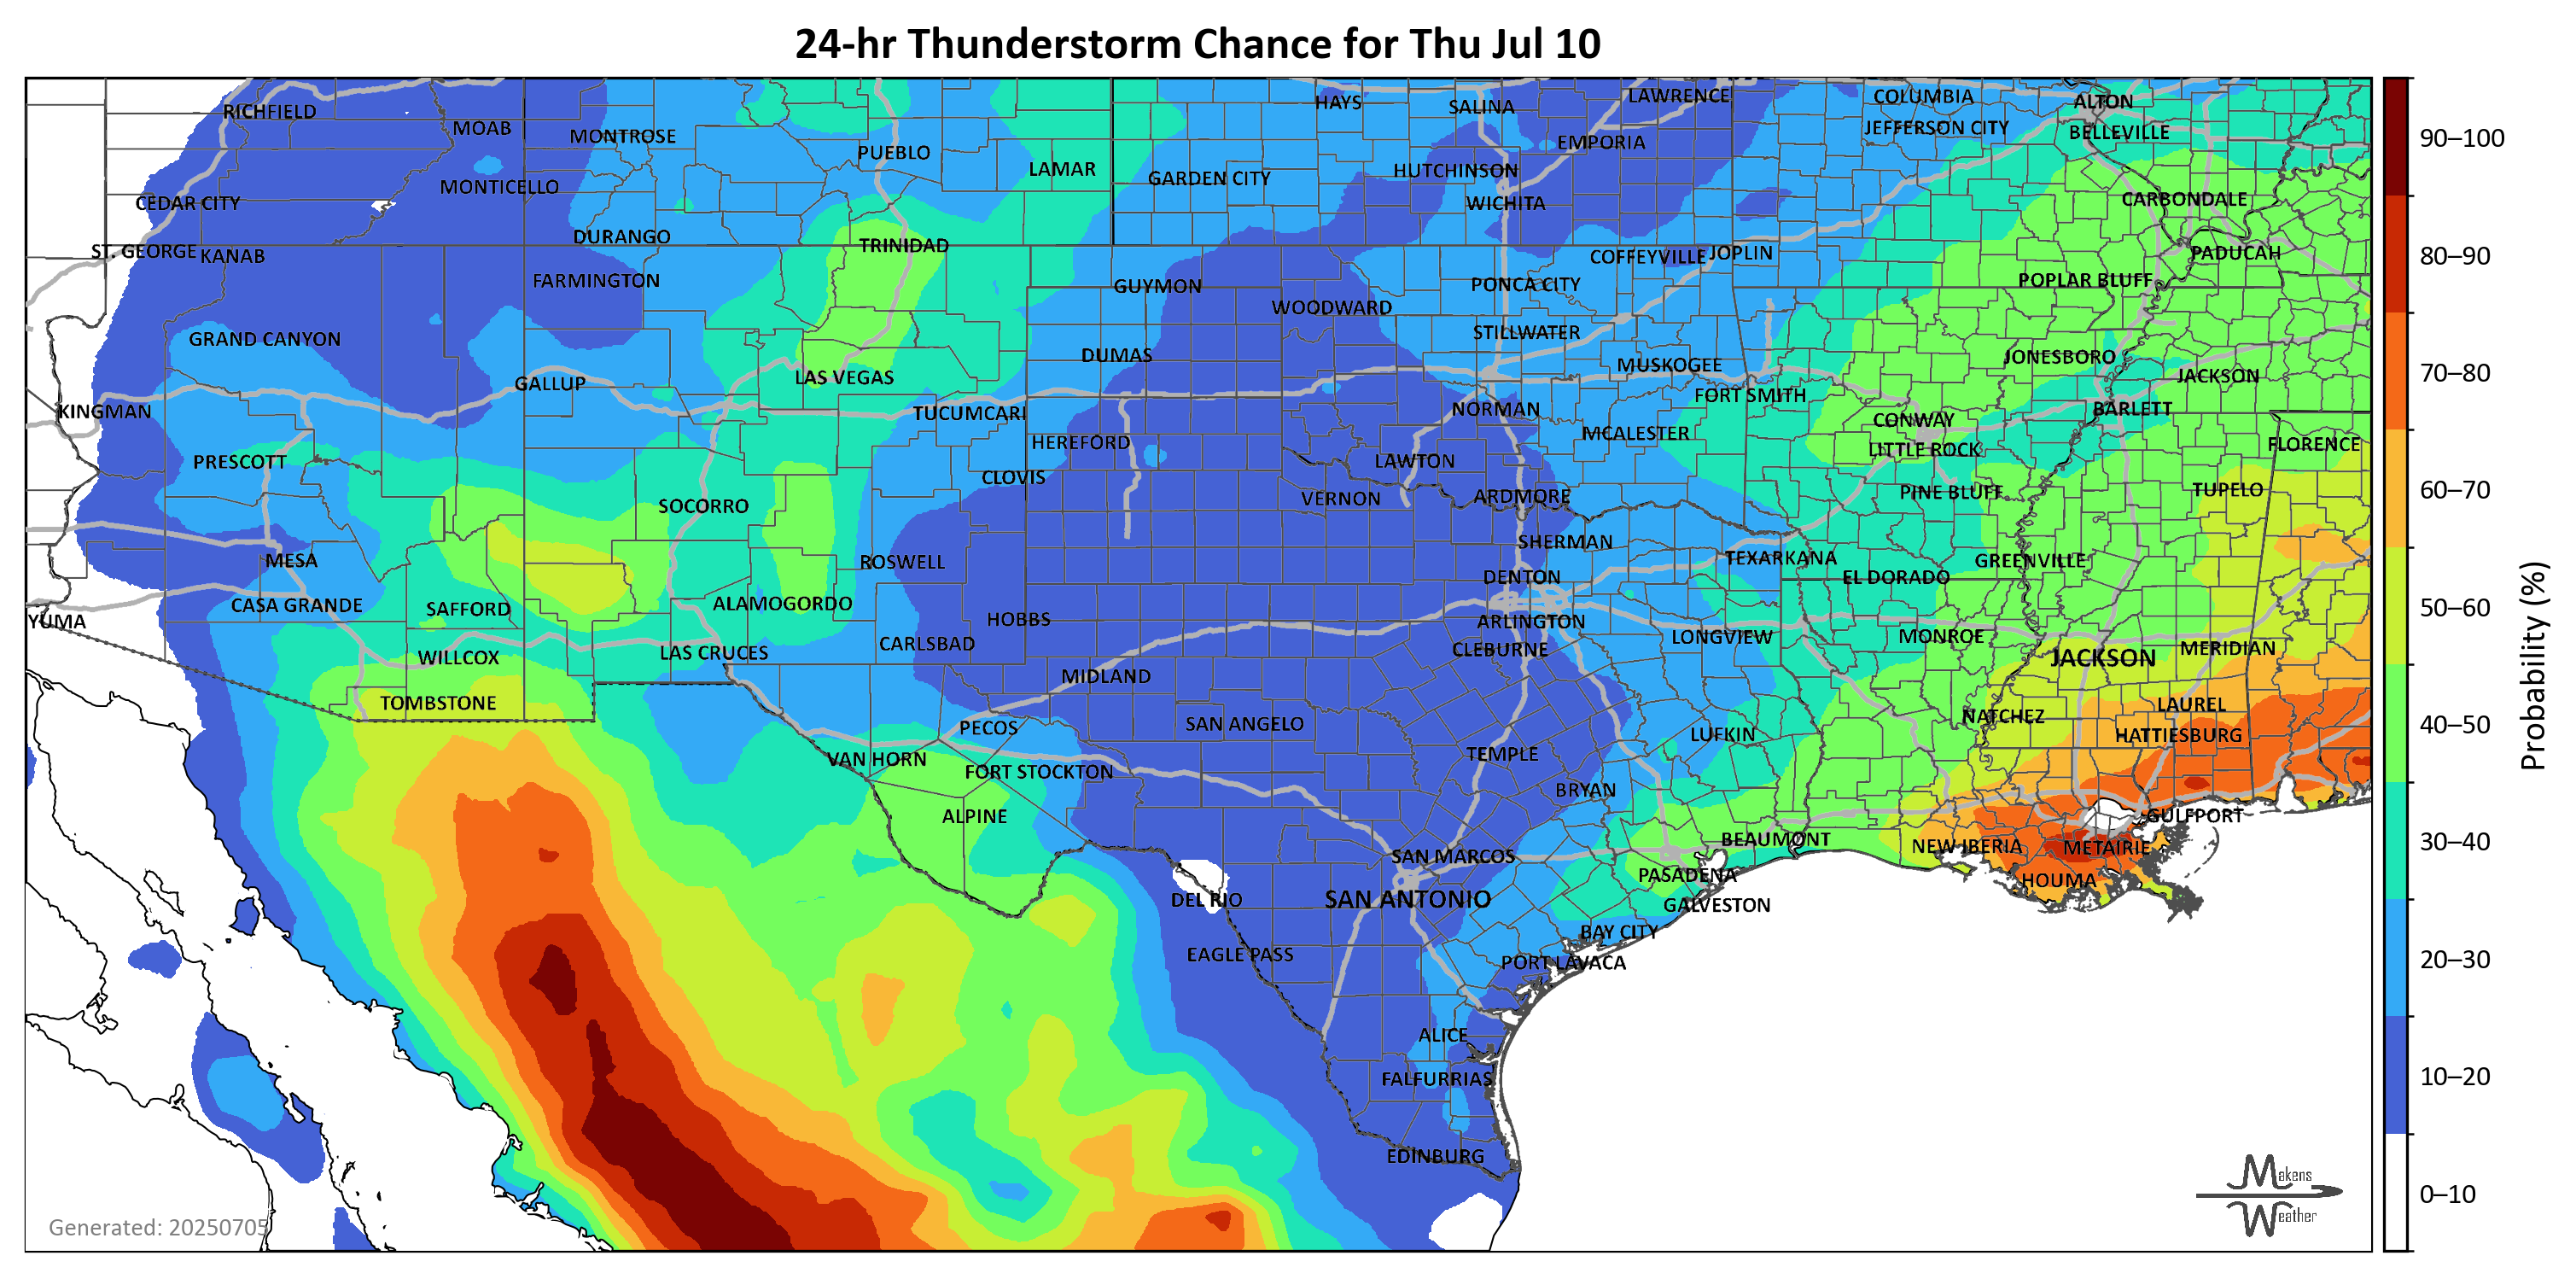 24-hr Thunderstorm Chance for Thu Jul 10
RICHFIELD
MOAB
MONTROSE
PUEBLO
LAMAR
HAYS
SALINA
LAWRENCE
COLUMBIA
ALTON
JEFFERSON CITY
BELLEVILLE
EMPORIA
HUTCHINSON
GARDEN CITY
MONTICELLO
CEDAR CITY
WICHITA
CARBONDALE
DURANGO
TRINIDAD
ST. GEORGE
KANAB
COFFEYVILLE
JOPLIN
PADUCAH
FARMINGTON
GUYMON
PONCA CITY
POPLAR BLUFF
WOODWARD
GRAND CANYON
STILLWATER
DUMAS
JONESBORO
MUSKOGEE
GALLUP
LAS VEGAS
JACKSON
FORT SMITH
KINGMAN
TUCUMCARI
NORMAN
BARLETT
CONWAY
HEREFORD
MCALESTER
FLORENCE
LITTLE ROCK
PRESCOTT
LAWTON
CLOVIS
TUPELO
PINE BLUFF
VERNON
ARDMORE
SOCORRO
SHERMAN
MESA
ROSWELL
TEXARKANA
GREENVILLE
DENTON
EL DORADO
CASA GRANDE
SAFFORD
ALAMOGORDO
YUMA
HOBBS
ARLINGTON
CARLSBAD
LONGVIEW
MONROE
CLEBURNE
MERIDIAN
WILLCOX
LAS CRUCES
JACKSON
MIDLAND
TOMBSTONE
LAUREL
NATCHEZ
SAN ANGELO
PECOS
LUFKIN
HATTIESBURG
TEMPLE
VAN HORN
FORT STOCKTON
BRYAN
ALPINE
GULFPORT
BEAUMONT
NEW IBERIA
METAIRIE
SAN MARCOS
PASADENA
HOUMA
DEL RIO
SAN ANTONIO
GALVESTON
BAY CITY
EAGLE PASS
PORT LAVACA
ALICE
FALFURRIAS
EDINBURG
Generated: 20250705
Makens
Weather
90–100
80–90
70–80
60–70
50–60
40–50
30–40
20–30
10–20
0–10
Probability (%)